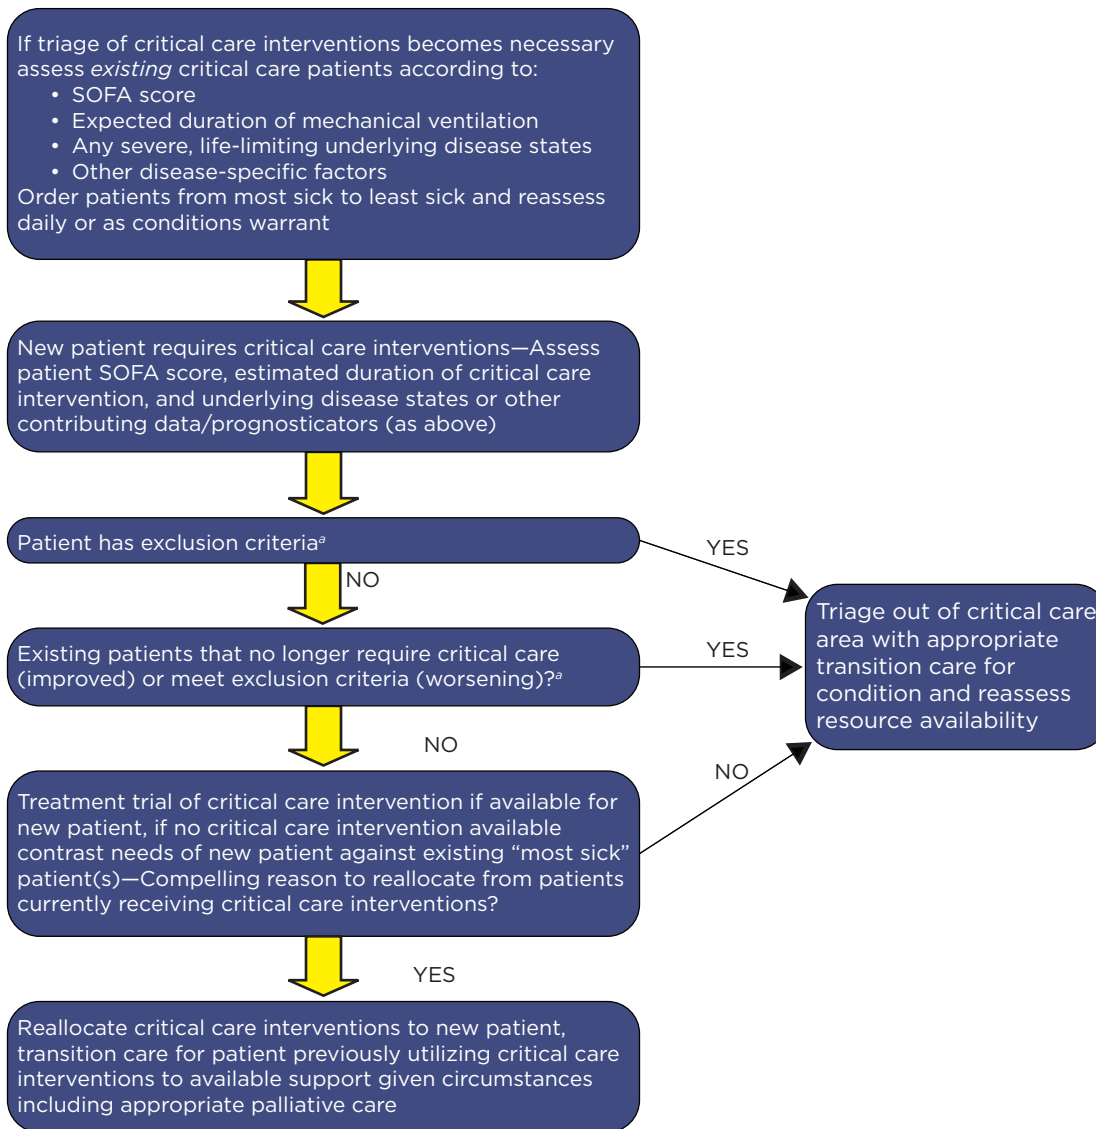 If triage of critical care interventions becomes necessary
assess existing critical care patients according to:
• SOFA score
• Expected duration of mechanical ventilation
• Any severe, life-limiting underlying disease states
• Other disease-specific factors
Order patients from most sick to least sick and reassess
daily or as conditions warrant
New patient requires critical care interventions—Assess
patient SOFA score, estimated duration of critical care
intervention, and underlying disease states or other
contributing data/prognosticators (as above)
Patient has exclusion criteriaᵃ
YES
NO
Existing patients that no longer require critical care
(improved) or meet exclusion criteria (worsening)?ᵃ
YES
Triage out of critical care
area with appropriate
transition care for
condition and reassess
resource availability
NO
Treatment trial of critical care intervention if available for
new patient, if no critical care intervention available
contrast needs of new patient against existing “most sick”
patient(s)—Compelling reason to reallocate from patients
currently receiving critical care interventions?
NO
YES
Reallocate critical care interventions to new patient,
transition care for patient previously utilizing critical care
interventions to available support given circumstances
including appropriate palliative care